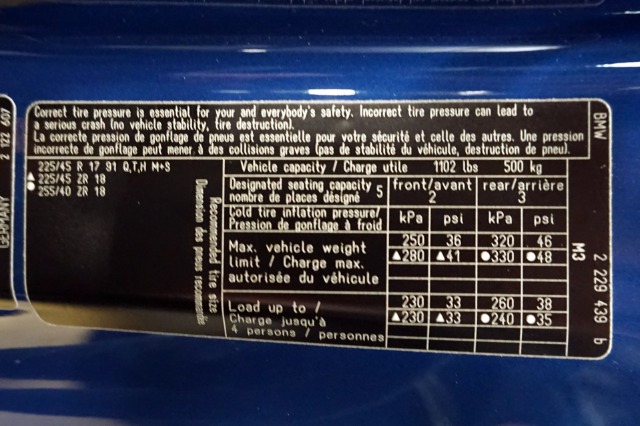 Correct tire pressure is essential for your and everybody's safety. Incorrect tire pressure can lead to
a serious crash (no vehicle stability, tire destruction).
La correcte pression de gonflage de pneus est essentielle pour votre sécurité et celle des autres. Une pression
incorrecte de gonflage peut mener à des collisions graves (pas de stabilité du véhicule, destruction de pneu).
225/45 R 17 91 Q,T,H M+S
▲ 225/45 ZR 18
● 255/40 ZR 18
Recommended tire size
Dimension des pneus recommandés
Vehicle capacity / Charge utile 1102 lbs 500 kg
Designated seating capacity 5 front/avant rear/arrière
nombre de places désigné 2 3
Cold tire inflation pressure/ kPa psi kPa psi
Pression de gonflage à froid
250 36 320 46
Max. vehicle weight
limit / Charge max. ▲280 ▲41 ●330 ●48
autorisée du véhicule
230 33 260 38
Load up to /
Charge jusqu'à ▲230 ▲33 ●240 ●35
4 persons / personnes
BMW
M3
2 229 439 b
GERMANY 2 122 607